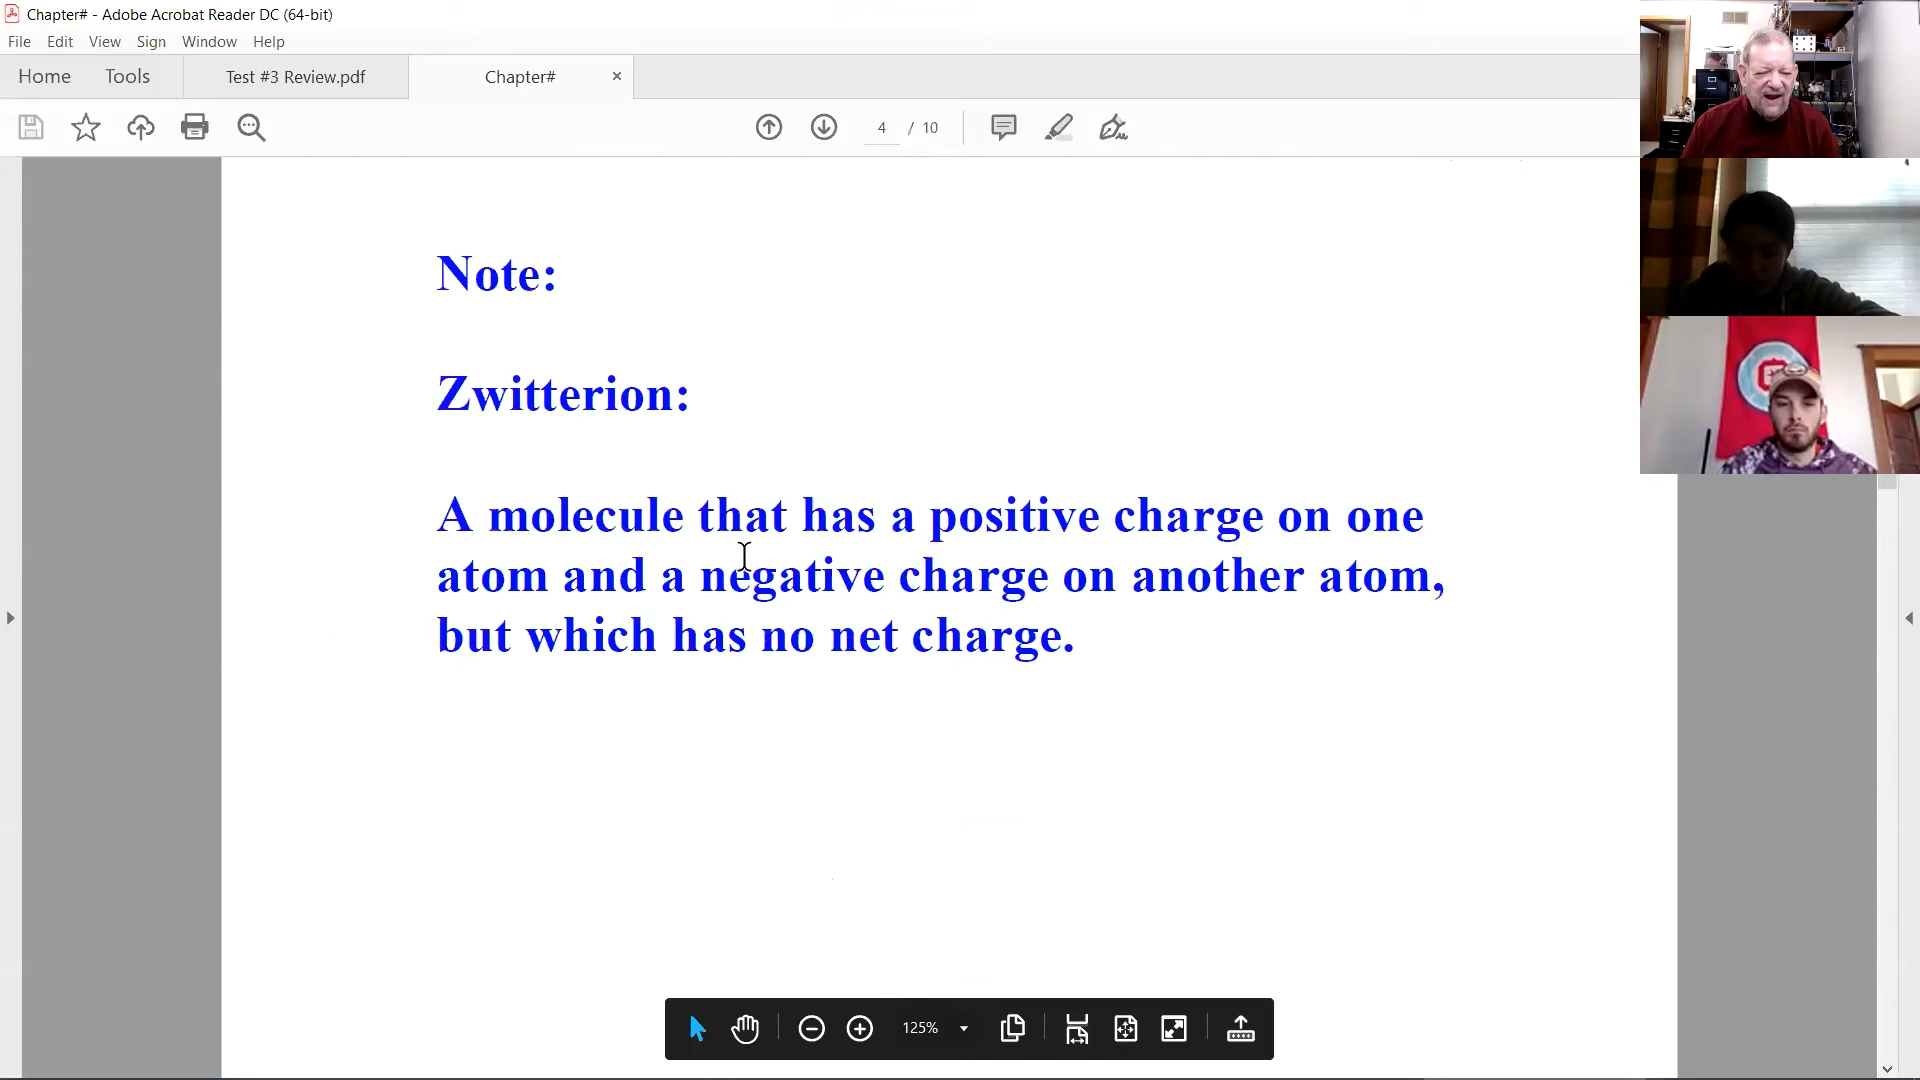 Chapter# - Adobe Acrobat Reader DC (64-bit)
File Edit View Sign Window Help
Home Tools Test #3 Review.pdf Chapter# ×
4 / 10
Note:
Zwitterion:
A molecule that has a positive charge on one
atom and a negative charge on another atom,
but which has no net charge.
125%